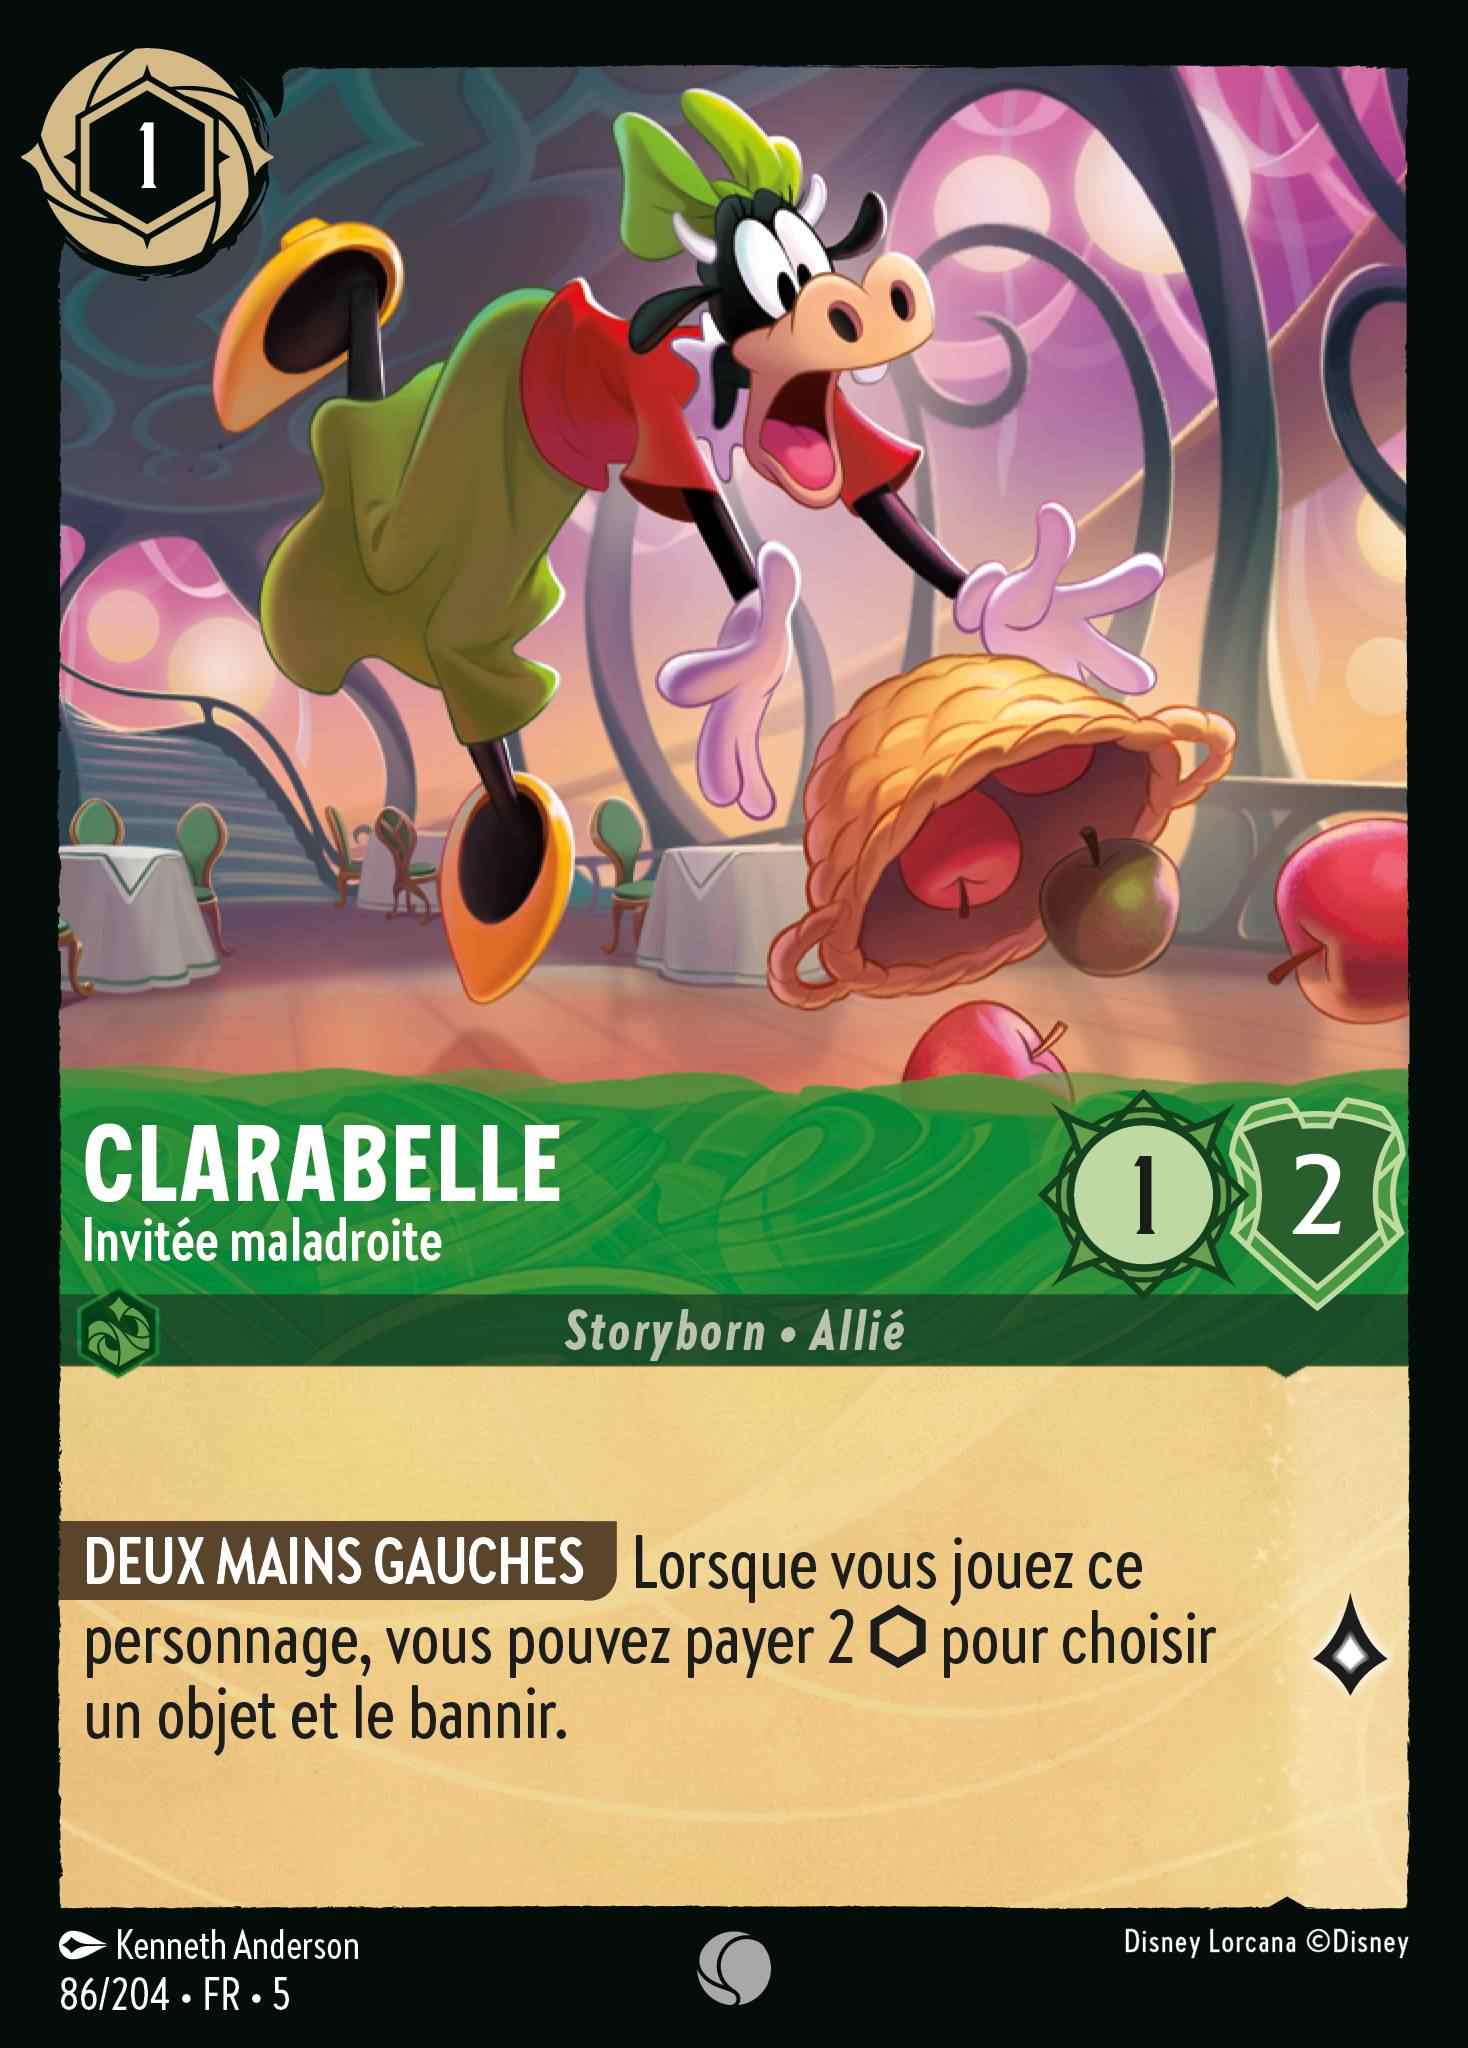 1
CLARABELLE
Invitée maladroite
1
2
Storyborn • Allié
DEUX MAINS GAUCHES Lorsque vous jouez ce
personnage, vous pouvez payer 2 ⬡ pour choisir
un objet et le bannir.
Kenneth Anderson
86/204 • FR • 5
Disney Lorcana ©Disney